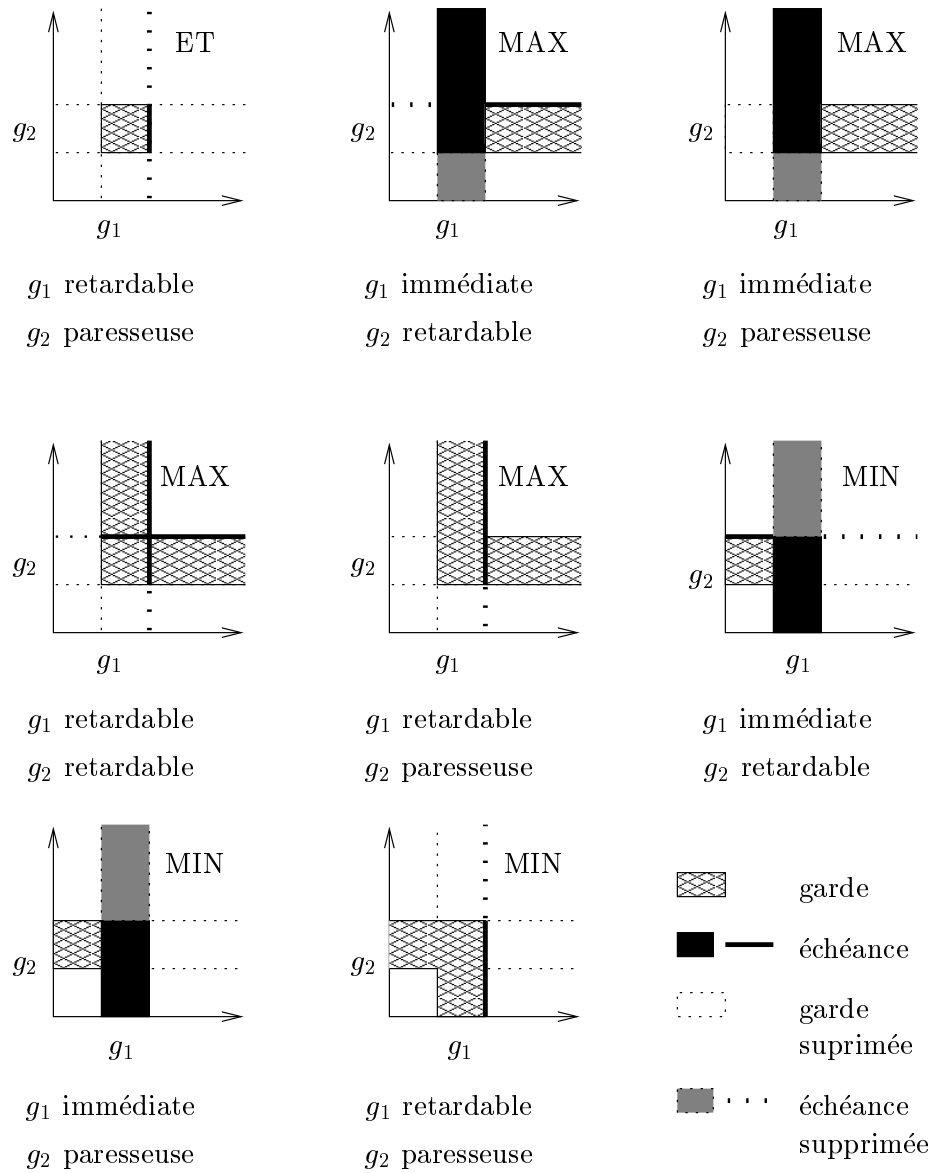 ET
g₂
g₁
g₁ retardable
g₂ paresseuse
MAX
g₂
g₁
g₁ immédiate
g₂ retardable
MAX
g₂
g₁
g₁ immédiate
g₂ paresseuse
MAX
g₂
g₁
g₁ retardable
g₂ retardable
MAX
g₂
g₁
g₁ retardable
g₂ paresseuse
MIN
g₂
g₁
g₁ immédiate
g₂ retardable
MIN
g₂
g₁
g₁ immédiate
g₂ paresseuse
MIN
g₂
g₁
g₁ retardable
g₂ paresseuse
garde
échéance
garde
suprimée
échéance
supprimée